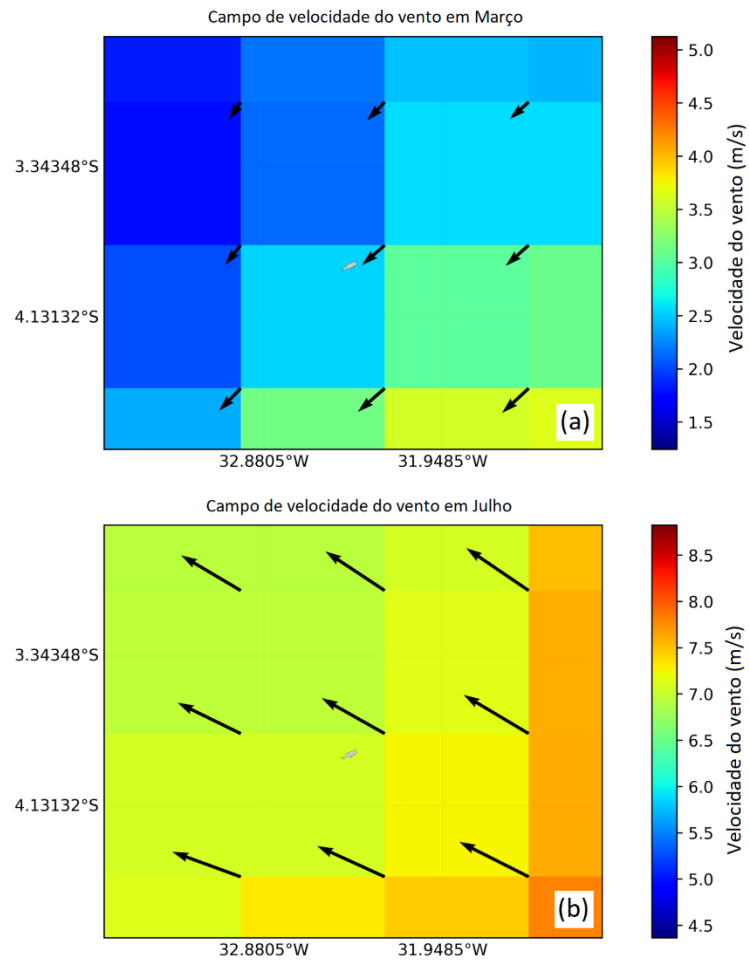 Campo de velocidade do vento em Março
3.34348°S
4.13132°S
32.8805°W
31.9485°W
(a)
5.0
4.5
4.0
3.5
3.0
2.5
2.0
1.5
Velocidade do vento (m/s)
Campo de velocidade do vento em Julho
3.34348°S
4.13132°S
32.8805°W
31.9485°W
(b)
8.5
8.0
7.5
7.0
6.5
6.0
5.5
5.0
4.5
Velocidade do vento (m/s)